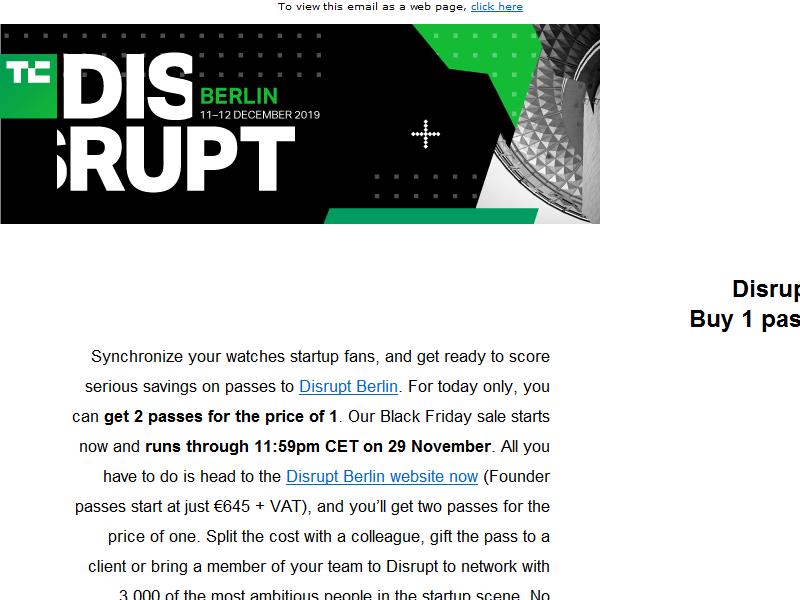 To view this email as a web page, click here
TC
DIS
BERLIN
11–12 DECEMBER 2019
SRUPT
Disrup
Buy 1 pas
Synchronize your watches startup fans, and get ready to score
serious savings on passes to Disrupt Berlin. For today only, you
can get 2 passes for the price of 1. Our Black Friday sale starts
now and runs through 11:59pm CET on 29 November. All you
have to do is head to the Disrupt Berlin website now (Founder
passes start at just €645 + VAT), and you’ll get two passes for the
price of one. Split the cost with a colleague, gift the pass to a
client or bring a member of your team to Disrupt to network with
3,000 of the most ambitious people in the startup scene. No